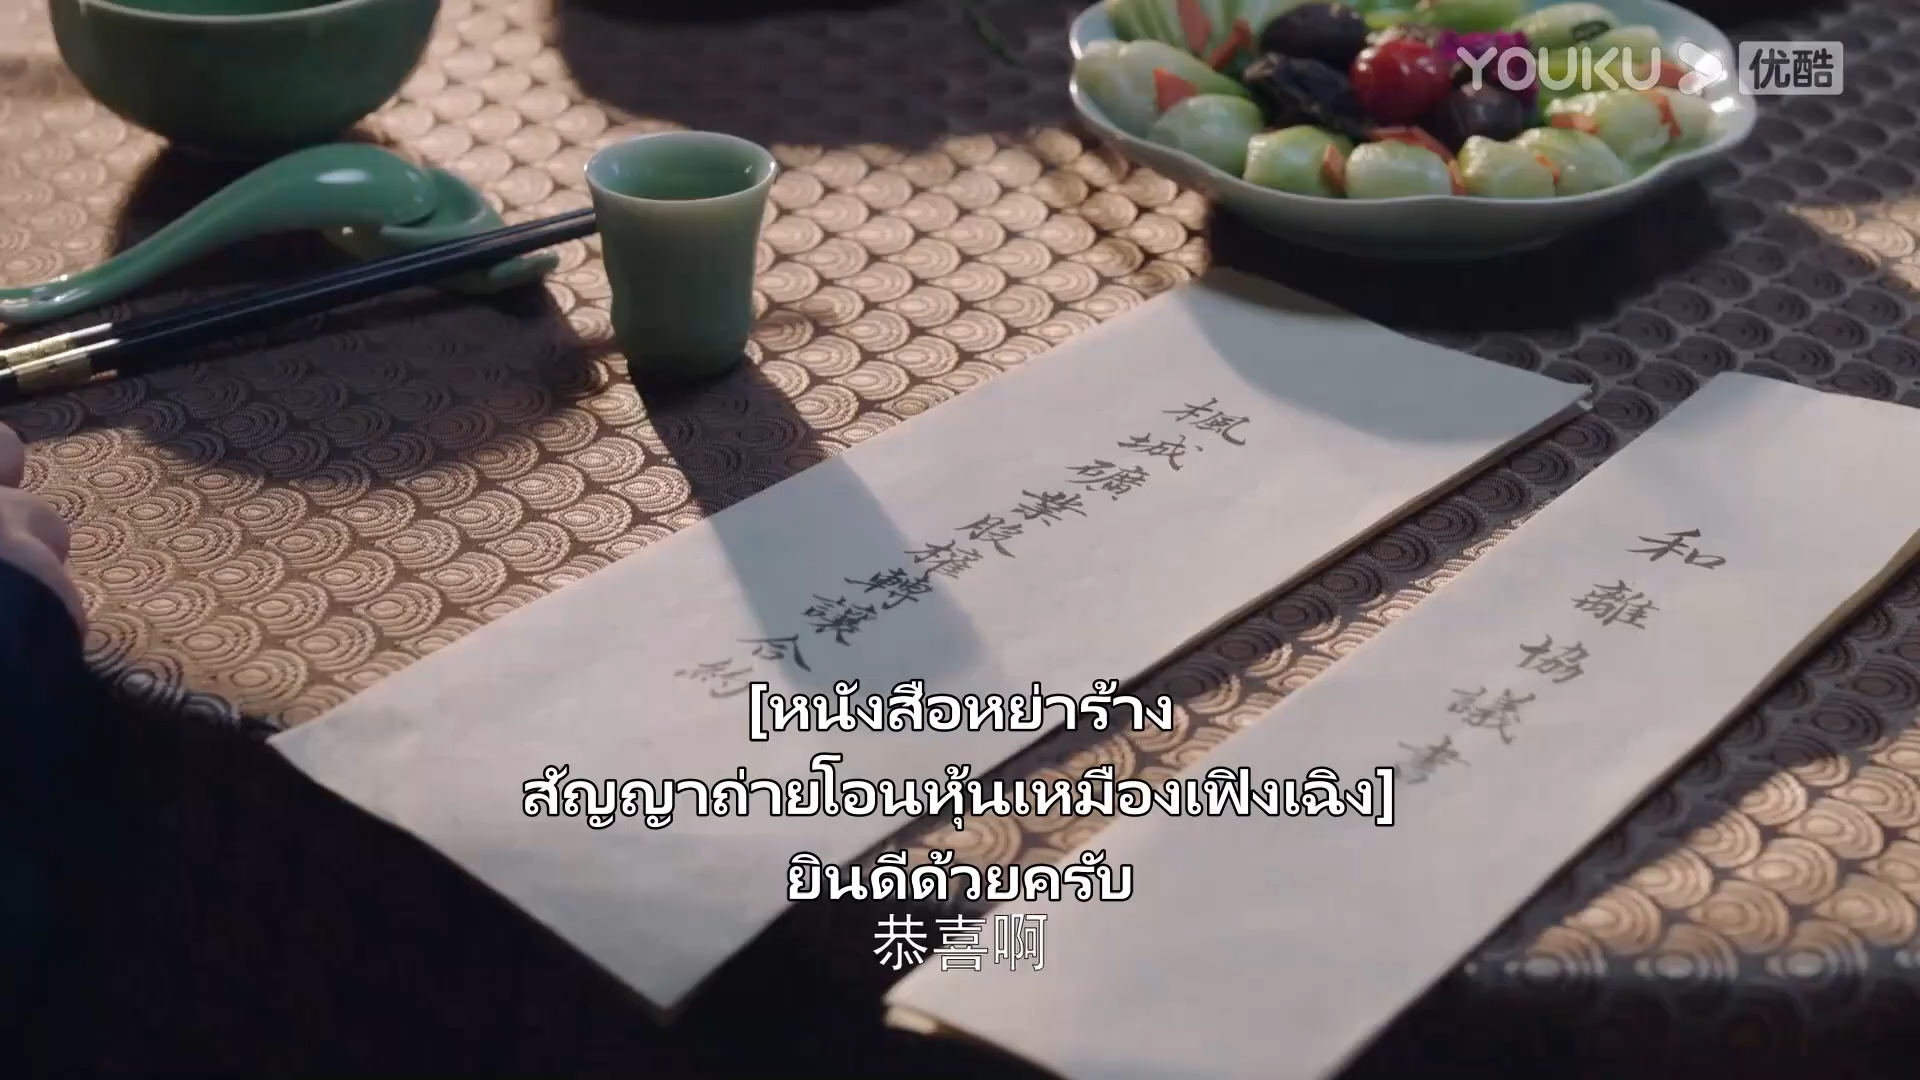 YOUKU 优酷
楓城礦業股權轉讓合約
和離協議書
[หนังสือหย่าร้าง
สัญญาถ่ายโอนหุ้นเหมืองเฟิงเฉิง]
ยินดีด้วยครับ
恭喜啊